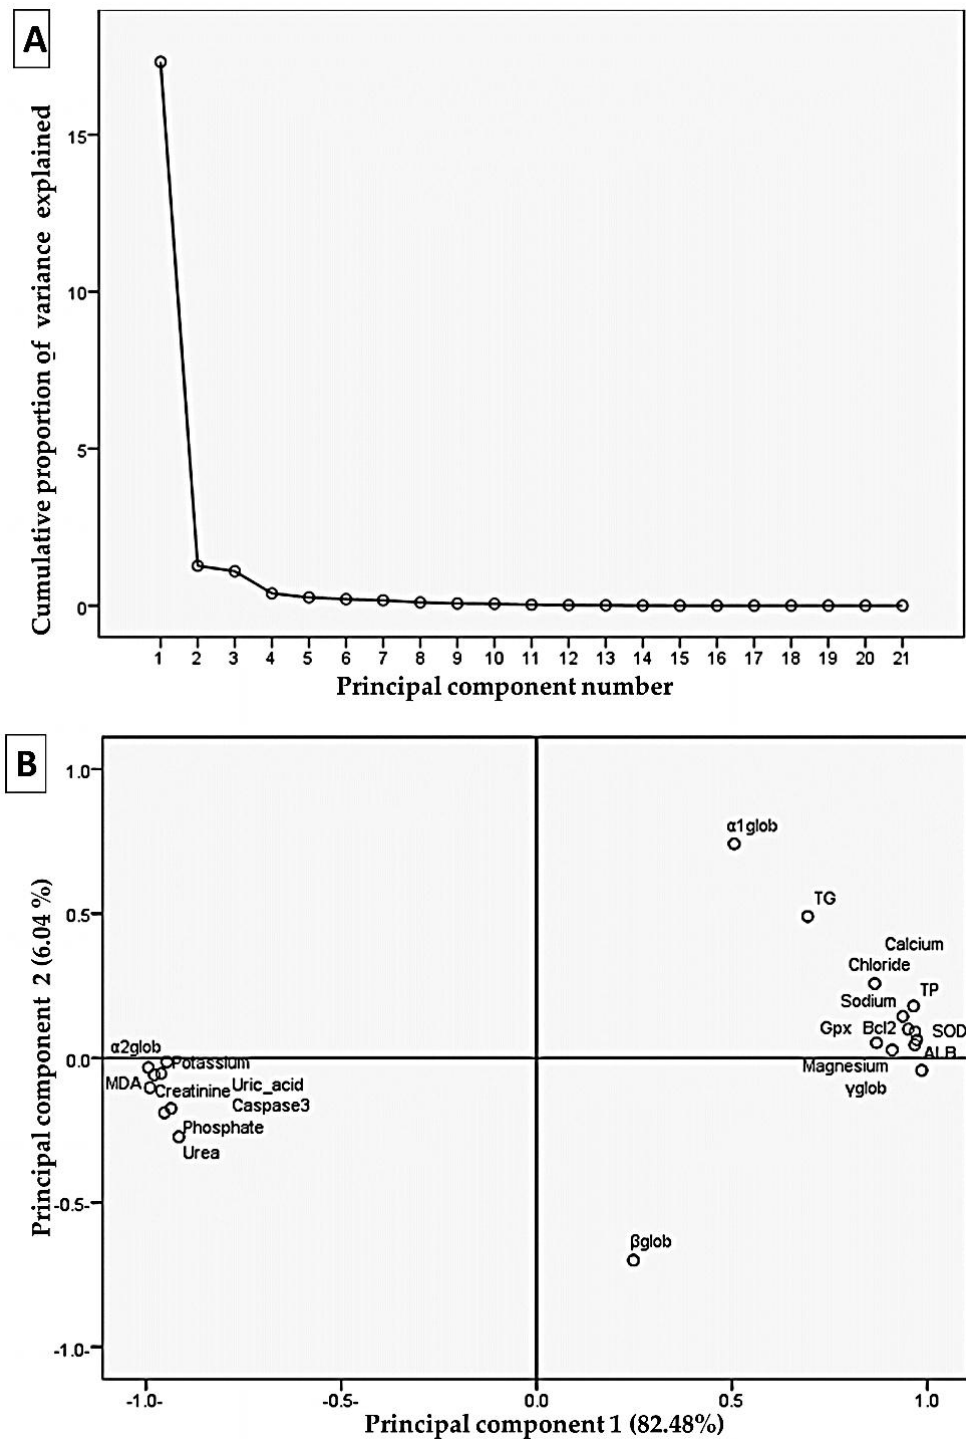 A
Cumulative proportion of variance explained
15
10
5
0
1 2 3 4 5 6 7 8 9 10 11 12 13 14 15 16 17 18 19 20 21
Principal component number
B
Principal component 2 (6.04 %)
1.0
0.5
0.0
-0.5-
-1.0-
α1glob
TG
Calcium
Chloride
TP
Sodium
Gpx Bcl2 SOD
ALB
Magnesium
γglob
α2glob
Potassium
MDA
Creatinine Uric_acid
Caspase3
Phosphate
Urea
βglob
-1.0- -0.5- 0.0 0.5 1.0
Principal component 1 (82.48%)